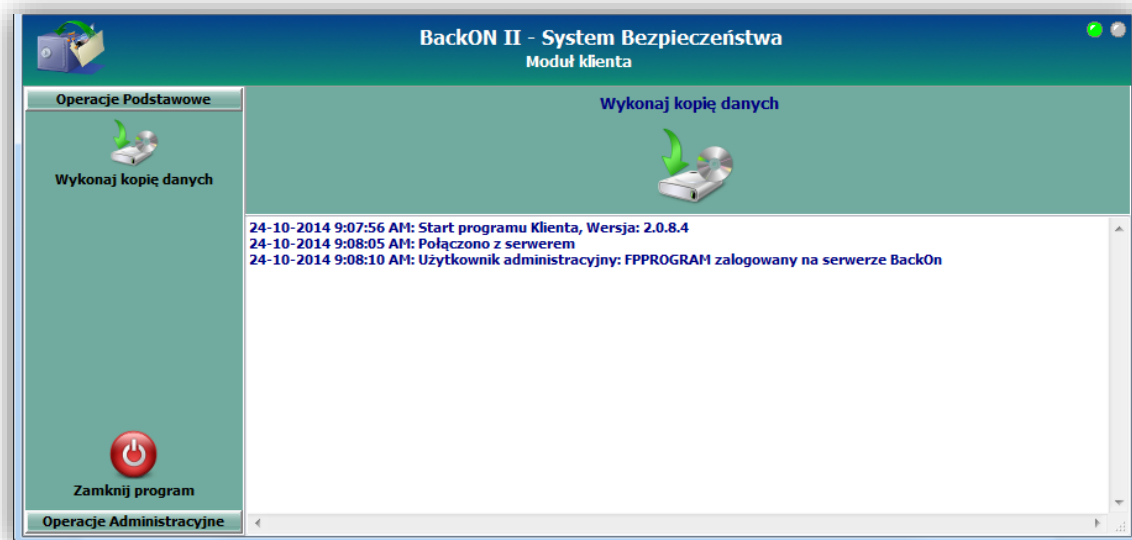 BackON II - System Bezpieczeństwa
Moduł klienta
Operacje Podstawowe
Wykonaj kopię danych
Wykonaj kopię danych
24-10-2014 9:07:56 AM: Start programu Klienta, Wersja: 2.0.8.4
24-10-2014 9:08:05 AM: Połączono z serwerem
24-10-2014 9:08:10 AM: Użytkownik administracyjny: FPPROGRAM zalogowany na serwerze BackOn
Zamknij program
Operacje Administracyjne